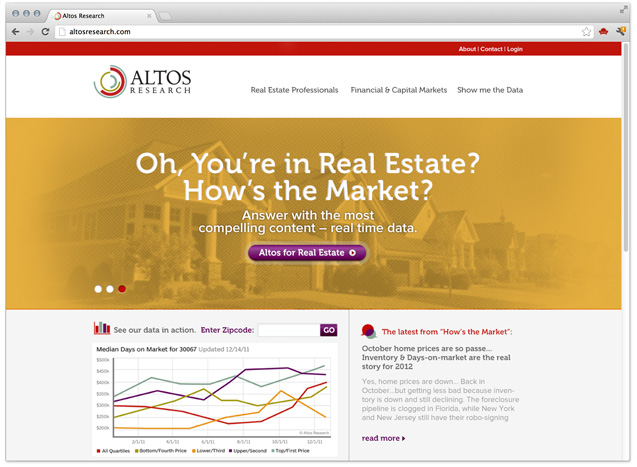 Altos Research
altosresearch.com
About | Contact | Login
ALTOS
RESEARCH
Real Estate Professionals Financial & Capital Markets Show me the Data
Oh, You're in Real Estate?
How's the Market?
Answer with the most
compelling content – real time data.
Altos for Real Estate
See our data in action. Enter Zipcode: GO
Median Days on Market for 30067 Updated 12/14/11
$500k
$400k
$400k
$350k
$300k
$250k
$200k
2/1/11 4/1/11 6/1/11 8/1/11 10/1/11 12/1/11
© Altos Research
All Quartiles Bottom/Fourth Price Lower/Third Upper/Second Top/First Price
The latest from "How's the Market":
October home prices are so passe...
Inventory & Days-on-market are the real
story for 2012
Yes, home prices are down... Back in
October...but getting less bad because inven-
tory is down and still declining. The foreclosure
pipeline is clogged in Florida, while New York
and New Jersey still have their robo-signing
read more